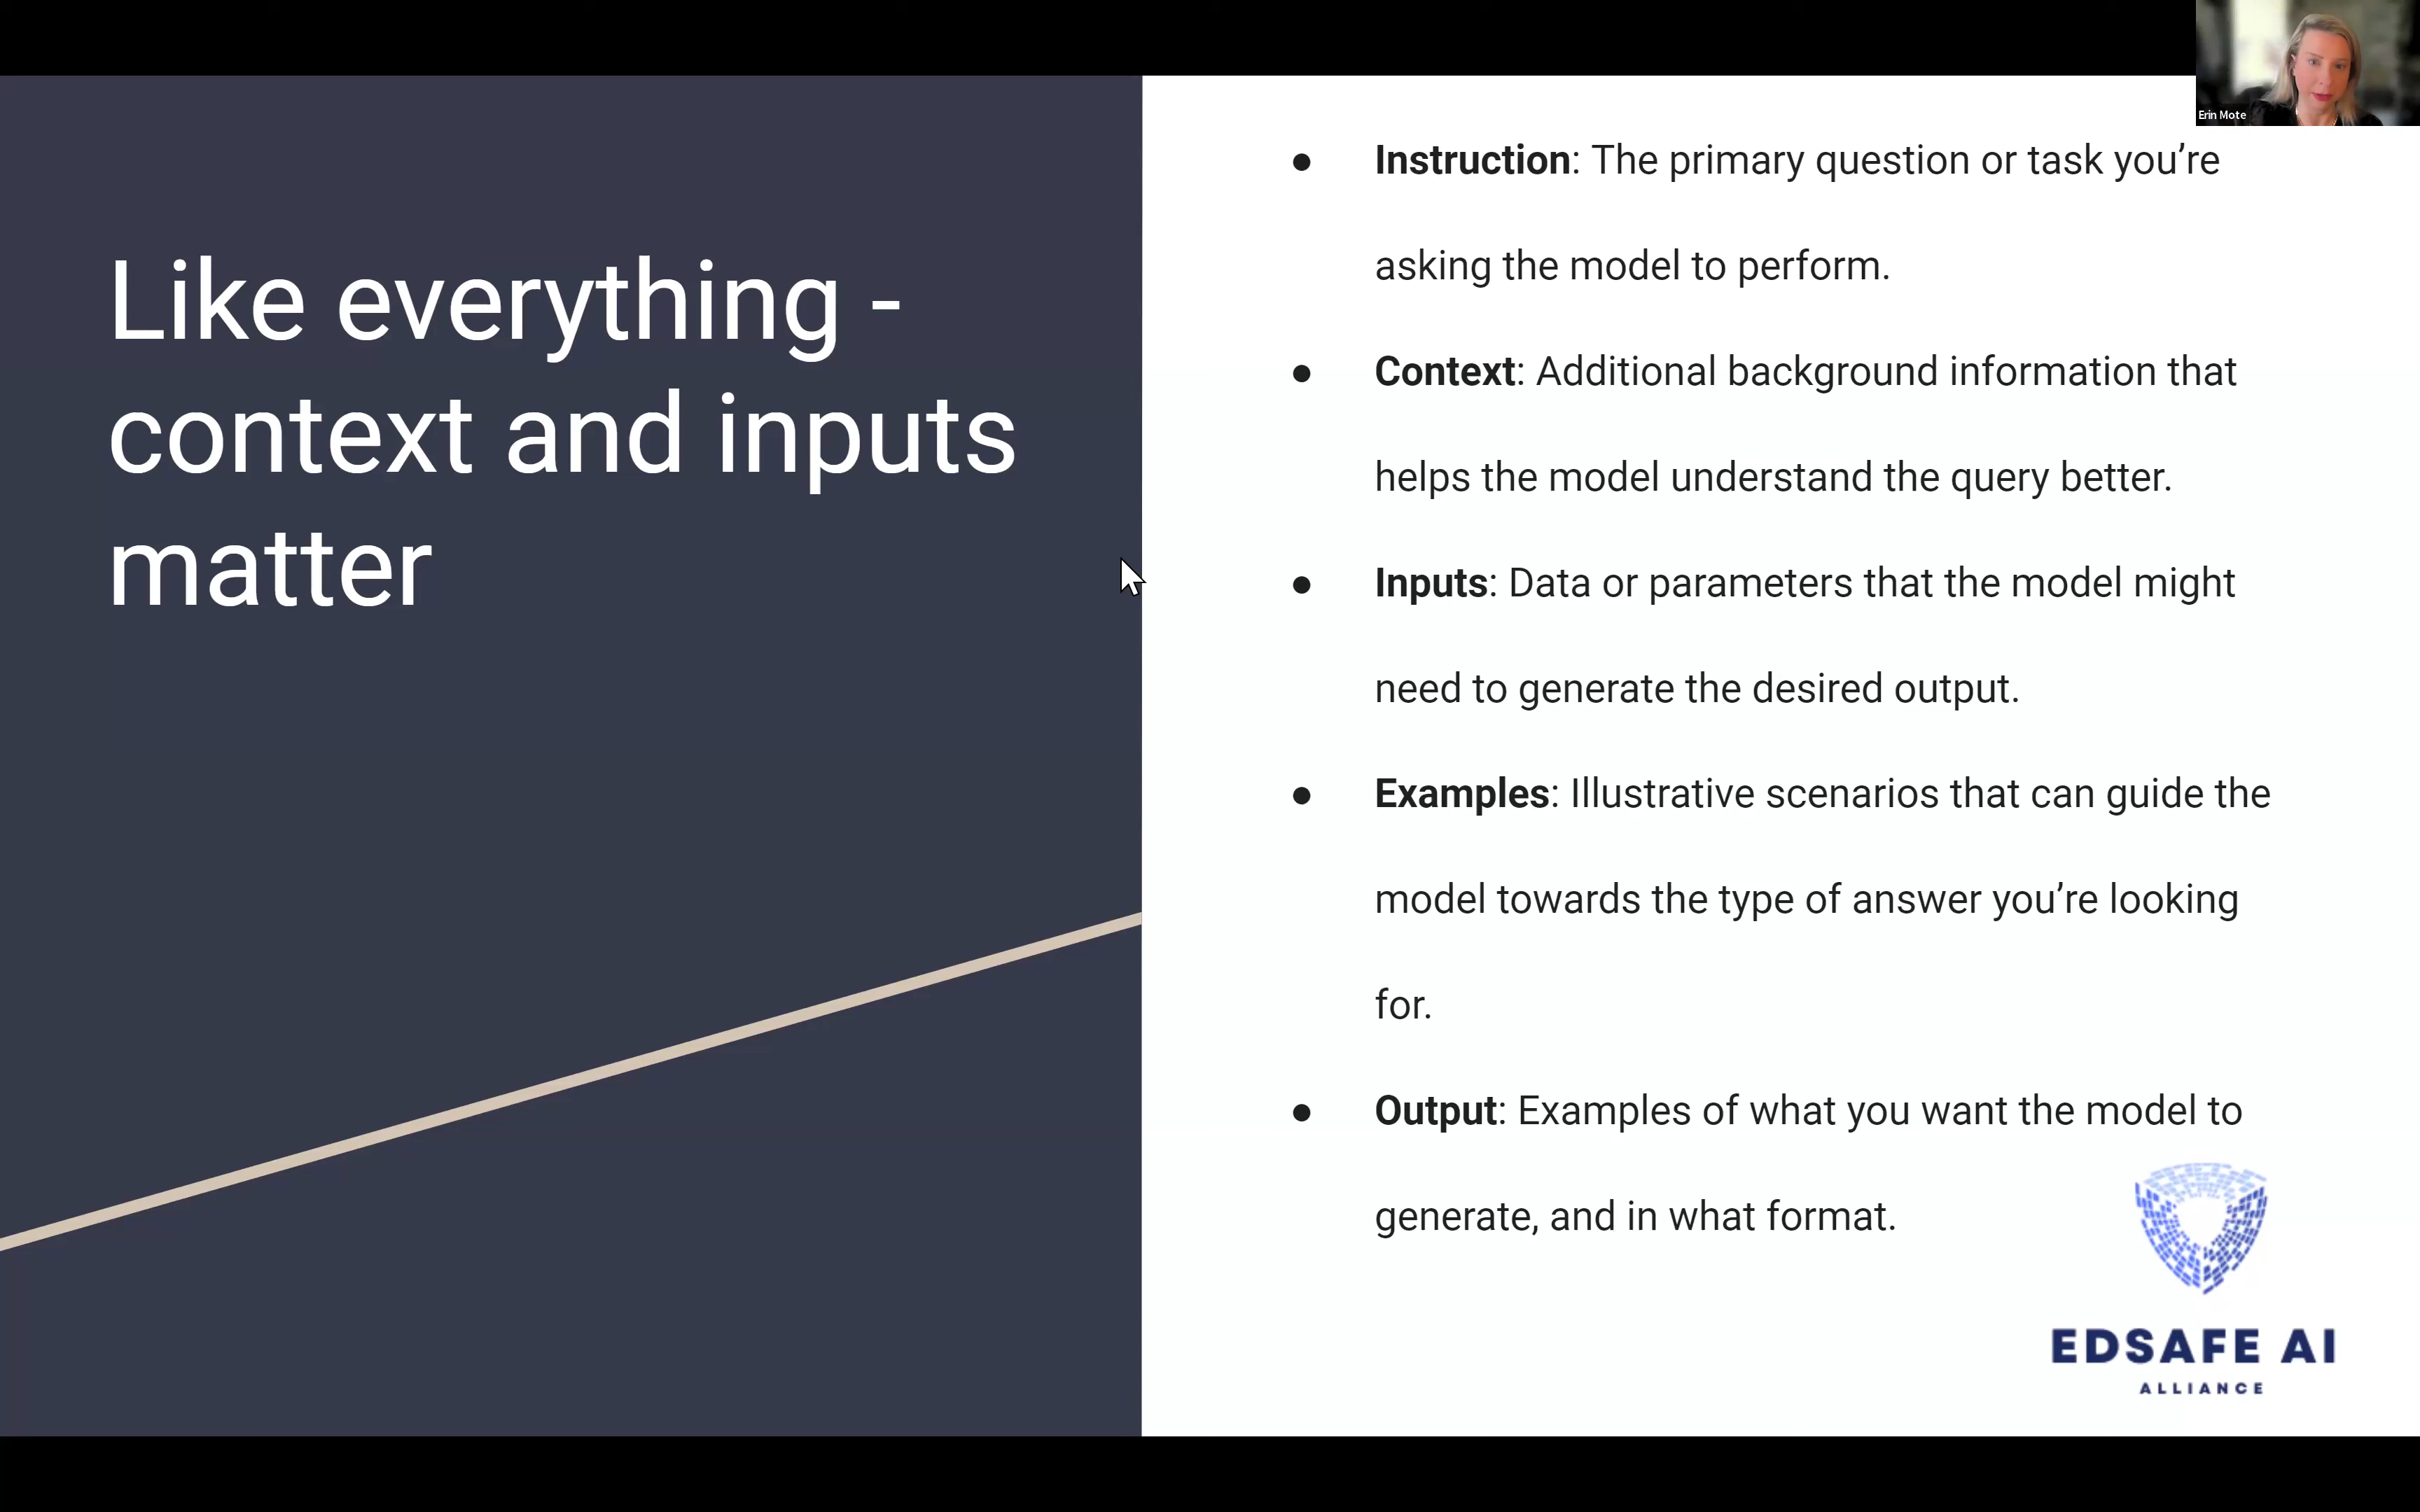 Erin Mote
Like everything -
context and inputs
matter
● Instruction: The primary question or task you’re
asking the model to perform.
● Context: Additional background information that
helps the model understand the query better.
● Inputs: Data or parameters that the model might
need to generate the desired output.
● Examples: Illustrative scenarios that can guide the
model towards the type of answer you’re looking
for.
● Output: Examples of what you want the model to
generate, and in what format.
EDSAFE AI
ALLIANCE